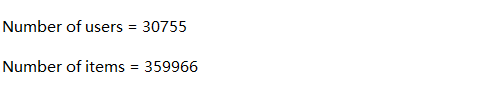 Number of users = 30755
Number of items = 359966